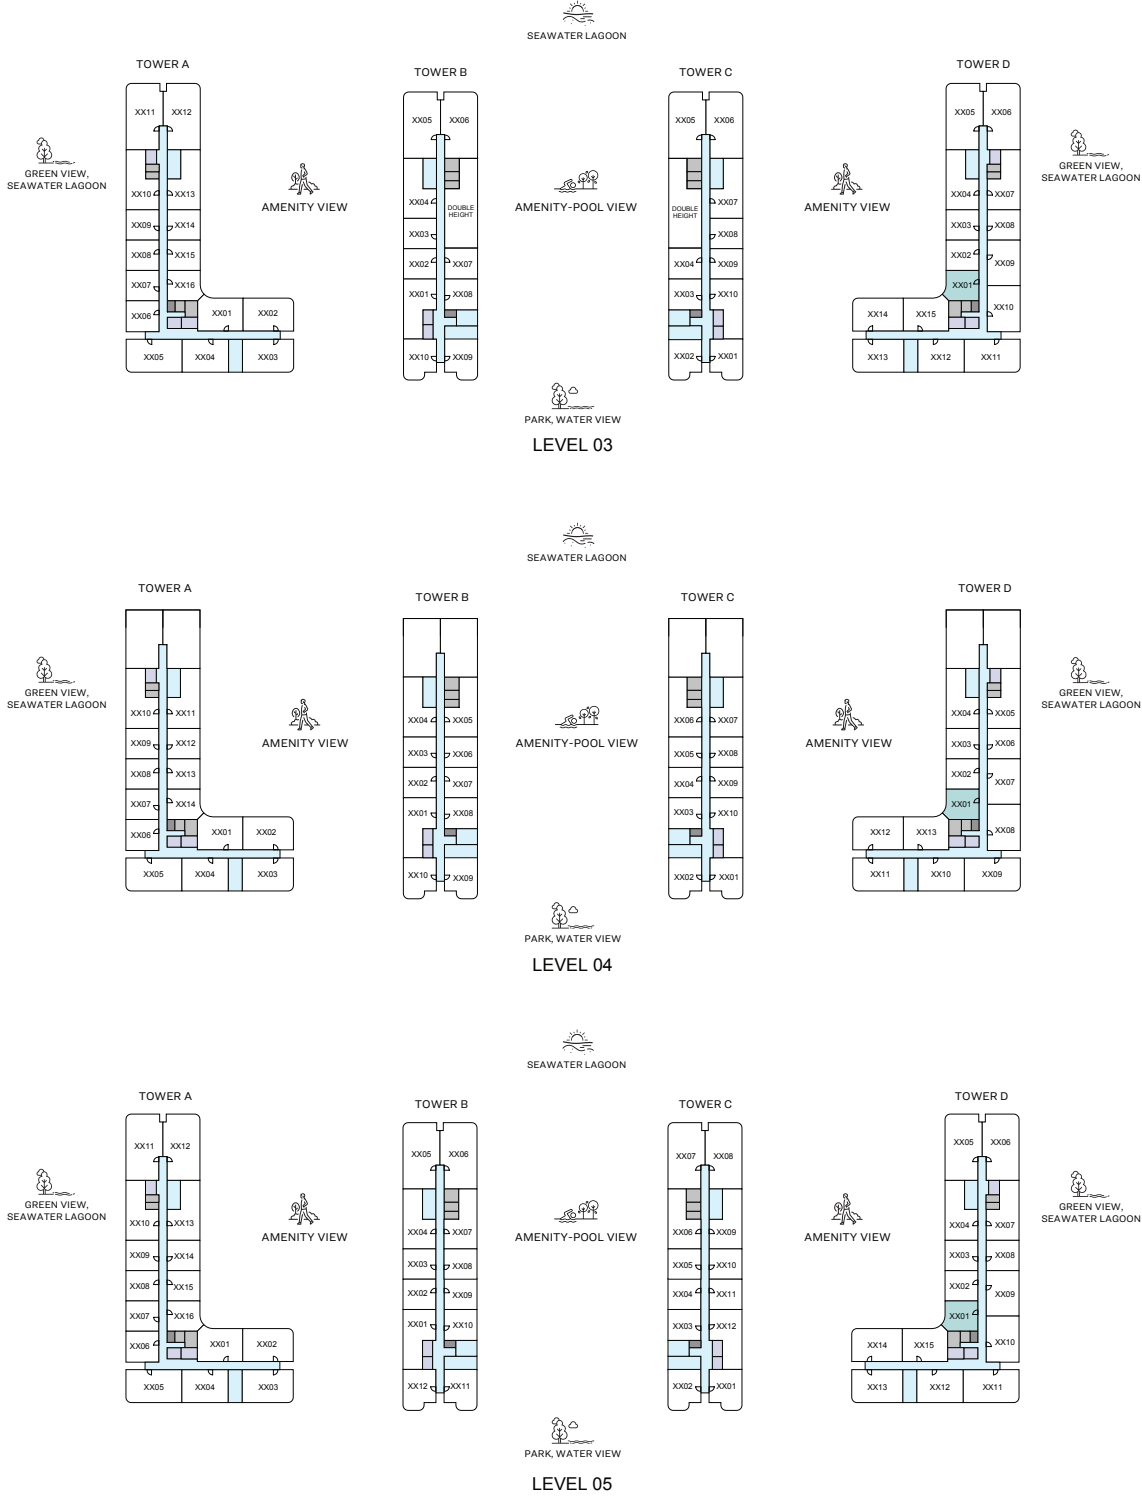 SEAWATER LAGOON
TOWER A
TOWER B
TOWER C
TOWER D
XX11 XX12
XX05 XX06
XX05 XX06
XX05 XX06
GREEN VIEW,
SEAWATER LAGOON
GREEN VIEW,
SEAWATER LAGOON
AMENITY VIEW
AMENITY-POOL VIEW
AMENITY VIEW
XX10 XX13
XX04
DOUBLE
HEIGHT
DOUBLE
HEIGHT
XX07
XX04 XX07
XX09 XX14
XX03
XX08
XX03 XX08
XX08 XX15
XX02 XX07
XX04 XX09
XX02
XX09
XX07 XX16
XX01 XX08
XX03 XX10
XX01
XX10
XX06
XX01 XX02
XX14 XX15
XX05 XX04 XX03
XX10 XX09
XX02 XX01
XX13 XX12 XX11
PARK, WATER VIEW
LEVEL 03
SEAWATER LAGOON
TOWER A
TOWER B
TOWER C
TOWER D
GREEN VIEW,
SEAWATER LAGOON
GREEN VIEW,
SEAWATER LAGOON
AMENITY VIEW
AMENITY-POOL VIEW
AMENITY VIEW
XX10 XX11
XX04 XX05
XX06 XX07
XX04 XX05
XX09 XX12
XX03 XX06
XX05 XX08
XX03 XX06
XX08 XX13
XX02 XX07
XX04 XX09
XX02
XX07
XX07 XX14
XX01 XX08
XX03 XX10
XX01
XX08
XX06
XX01 XX02
XX12 XX13
XX05 XX04 XX03
XX10 XX09
XX02 XX01
XX11 XX10 XX09
PARK, WATER VIEW
LEVEL 04
SEAWATER LAGOON
TOWER A
TOWER B
TOWER C
TOWER D
XX11 XX12
XX05 XX06
XX07 XX08
XX05 XX06
GREEN VIEW,
SEAWATER LAGOON
GREEN VIEW,
SEAWATER LAGOON
AMENITY VIEW
AMENITY-POOL VIEW
AMENITY VIEW
XX10 XX13
XX04 XX07
XX06 XX09
XX04 XX07
XX09 XX14
XX03 XX08
XX05 XX10
XX03 XX08
XX08 XX15
XX02 XX09
XX04 XX11
XX02
XX09
XX07 XX16
XX01 XX10
XX03 XX12
XX01
XX10
XX06
XX01 XX02
XX14 XX15
XX05 XX04 XX03
XX12 XX11
XX02 XX01
XX13 XX12 XX11
PARK, WATER VIEW
LEVEL 05